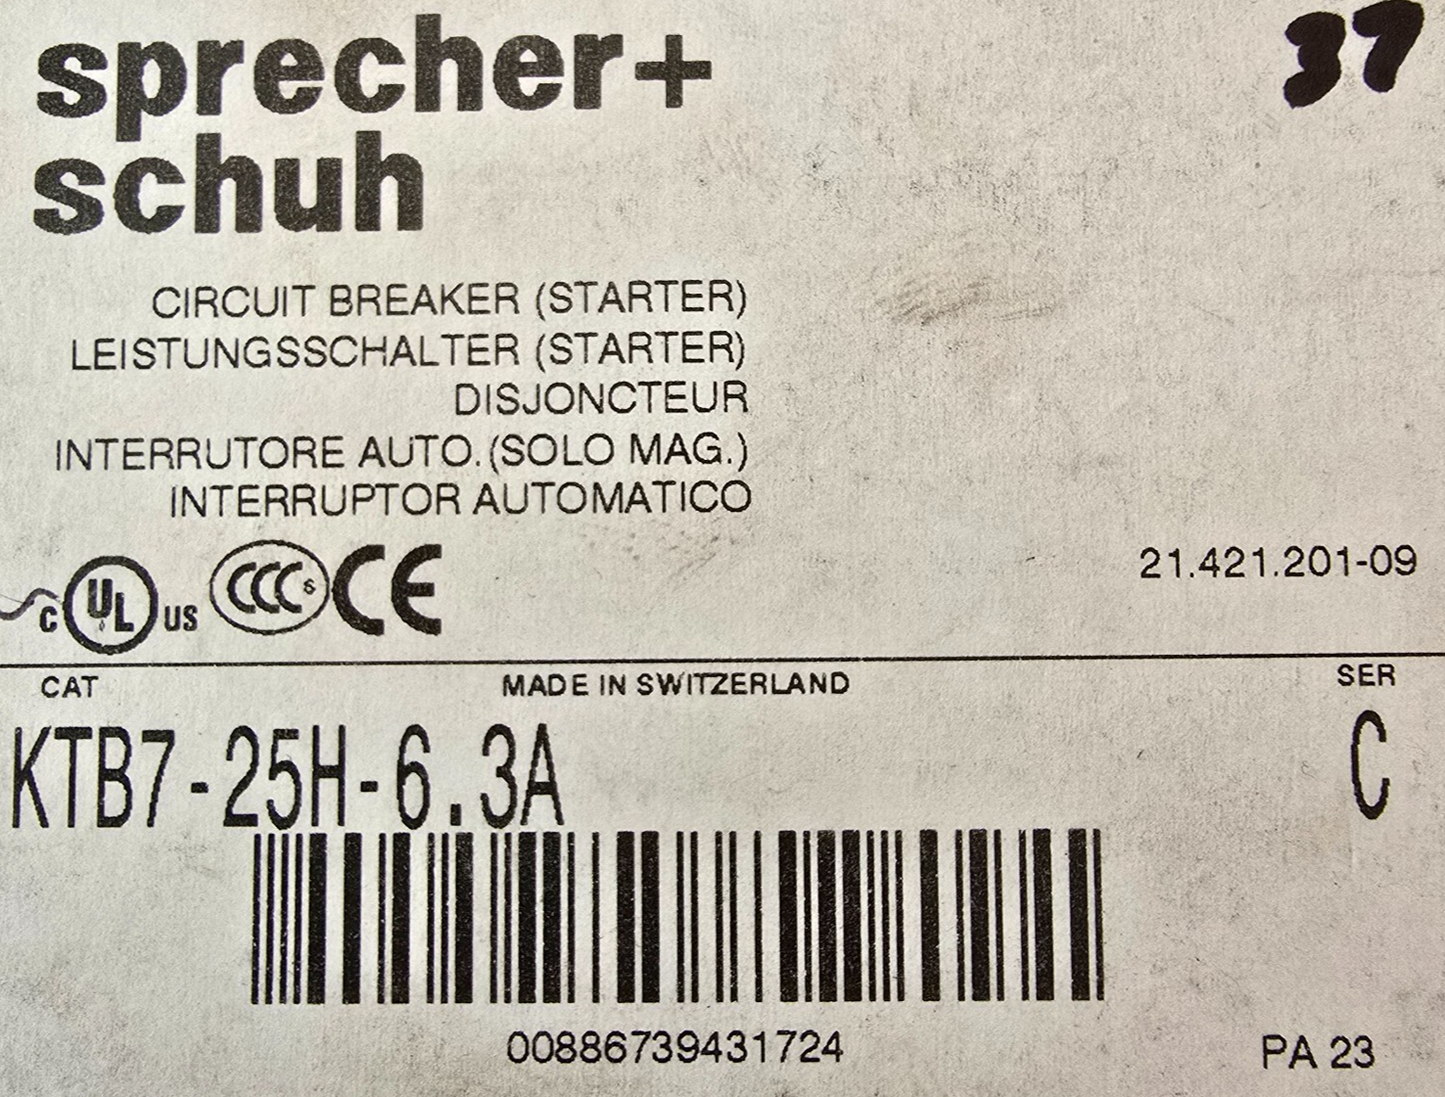 sprecher+
schuh
37
CIRCUIT BREAKER (STARTER)
LEISTUNGSSCHALTER (STARTER)
DISJONCTEUR
INTERRUTORE AUTO.(SOLO MAG.)
INTERRUPTOR AUTOMATICO
c UL US CCC S CE
21.421.201-09
CAT MADE IN SWITZERLAND SER
KTB7-25H-6.3A C
00886739431724
PA 23